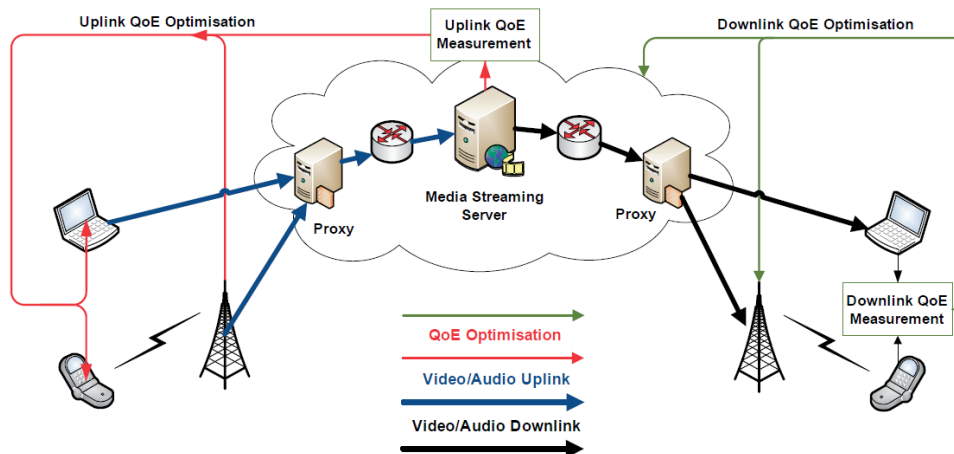 Uplink QoE Optimisation
Uplink QoE
Measurement
Downlink QoE Optimisation
Media Streaming
Server
Proxy
Proxy
Downlink QoE
Measurement
QoE Optimisation
Video/Audio Uplink
Video/Audio Downlink